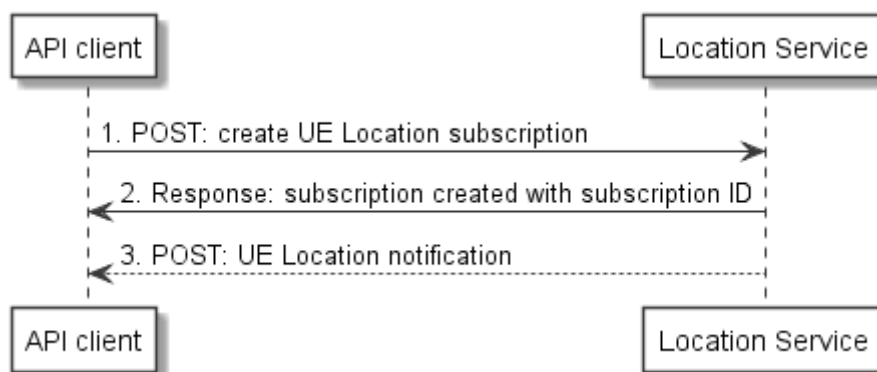 API client
Location Service
1. POST: create UE Location subscription
2. Response: subscription created with subscription ID
3. POST: UE Location notification
API client
Location Service